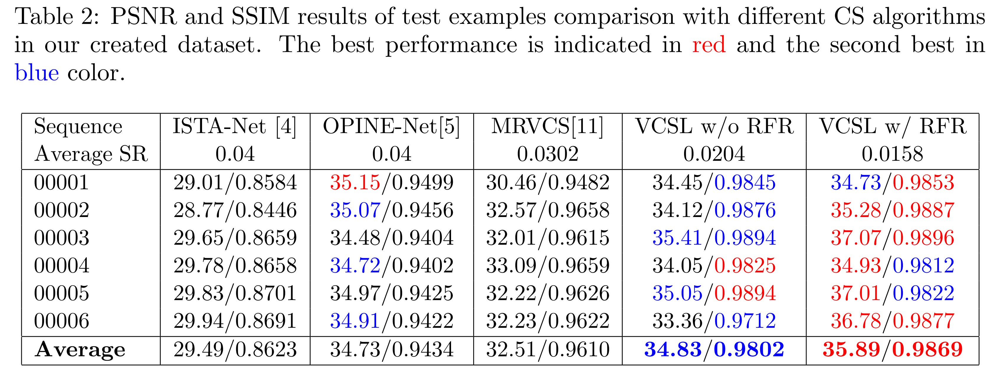 Table 2: PSNR and SSIM results of test examples comparison with different CS algorithms
in our created dataset. The best performance is indicated in red and the second best in
blue color.
Sequence ISTA-Net [4] OPINE-Net[5] MRVCS[11] VCSL w/o RFR VCSL w/ RFR
Average SR 0.04 0.04 0.0302 0.0204 0.0158
00001 29.01/0.8584 35.15/0.9499 30.46/0.9482 34.45/0.9845 34.73/0.9853
00002 28.77/0.8446 35.07/0.9456 32.57/0.9658 34.12/0.9876 35.28/0.9887
00003 29.65/0.8659 34.48/0.9404 32.01/0.9615 35.41/0.9894 37.07/0.9896
00004 29.78/0.8658 34.72/0.9402 33.09/0.9659 34.05/0.9825 34.93/0.9812
00005 29.83/0.8701 34.97/0.9425 32.22/0.9626 35.05/0.9894 37.01/0.9822
00006 29.94/0.8691 34.91/0.9422 32.23/0.9622 33.36/0.9712 36.78/0.9877
Average 29.49/0.8623 34.73/0.9434 32.51/0.9610 34.83/0.9802 35.89/0.9869